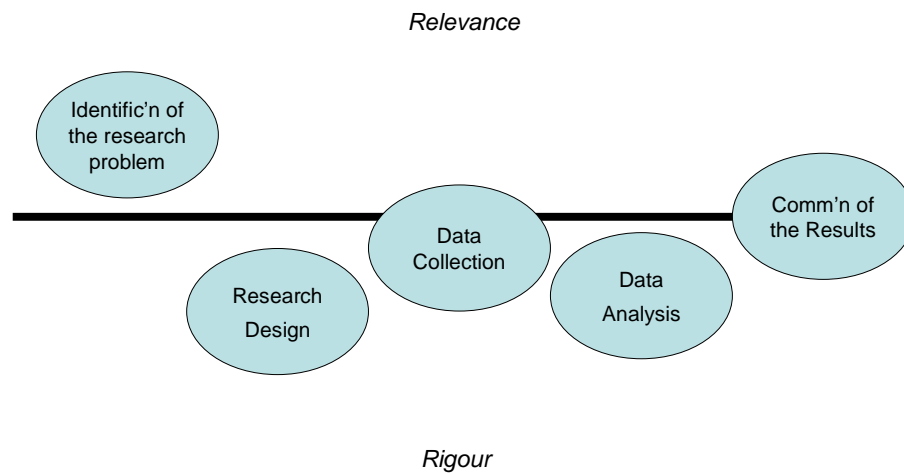 Relevance
Identific'n of
the research
problem
Research
Design
Data
Collection
Data
Analysis
Comm'n of
the Results
Rigour